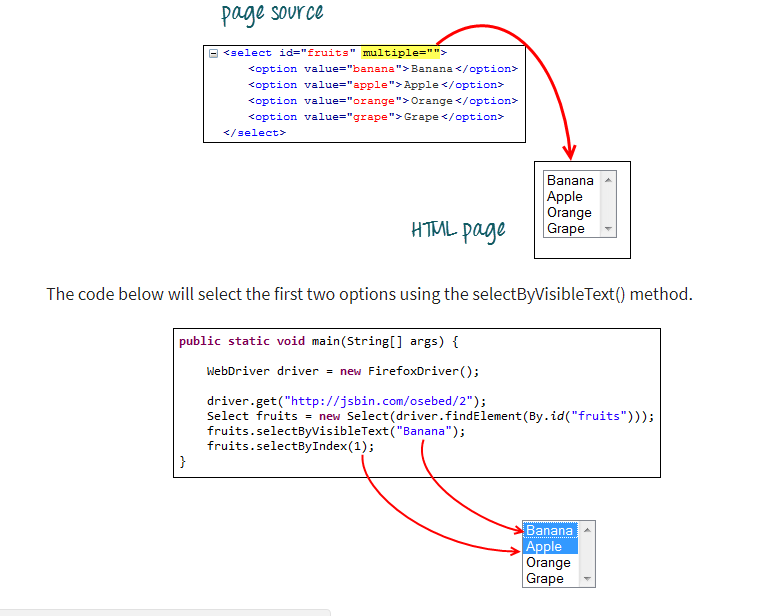 page source
<select id="fruits" multiple="">
<option value="banana">Banana</option>
<option value="apple">Apple</option>
<option value="orange">Orange</option>
<option value="grape">Grape</option>
</select>
Banana
Apple
Orange
Grape
HTML page
The code below will select the first two options using the selectByVisibleText() method.
public static void main(String[] args) {
WebDriver driver = new FirefoxDriver();
driver.get("http://jsbin.com/osebed/2");
Select fruits = new Select(driver.findElement(By.id("fruits")));
fruits.selectByVisibleText("Banana");
fruits.selectByIndex(1);
}
Banana
Apple
Orange
Grape